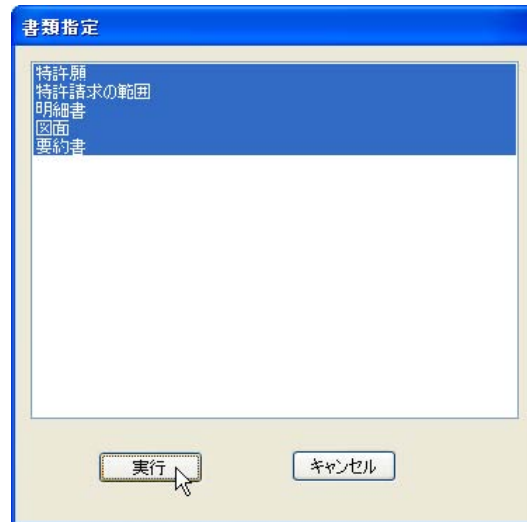 書類指定
特許願
特許請求の範囲
明細書
図面
要約書
実行
キャンセル